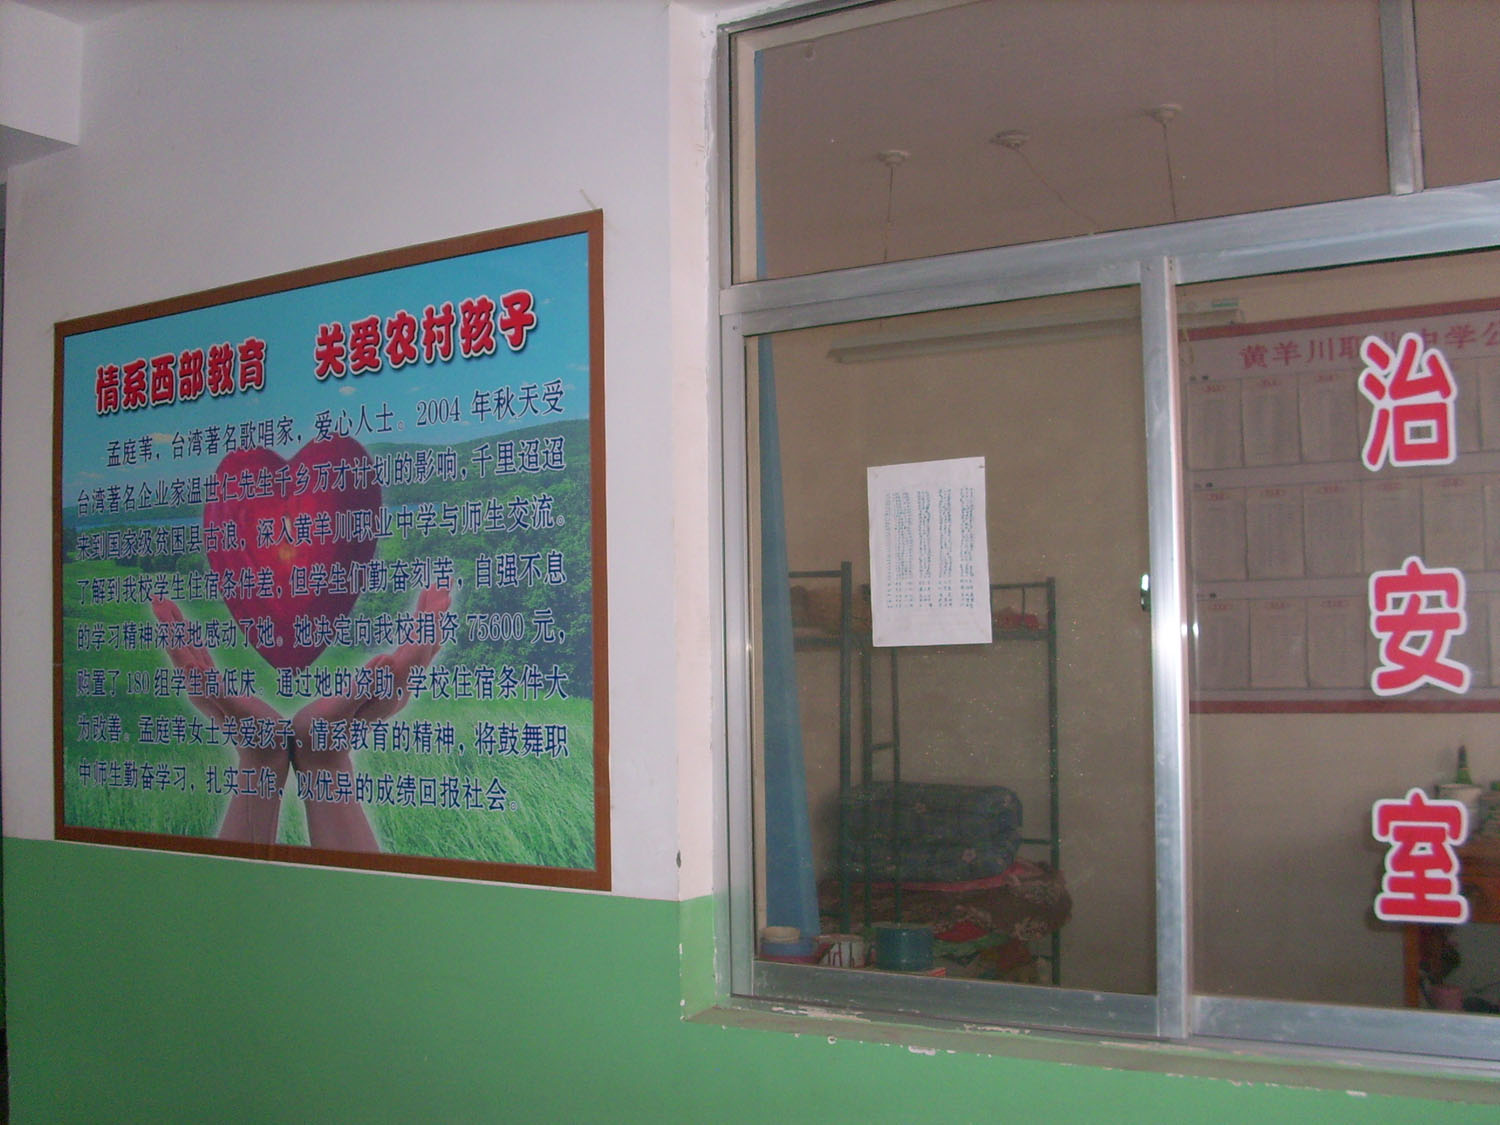 情系西部教育 关爱农村孩子
孟庭苇，台湾著名歌唱家，爱心人士。2004 年秋天受
台湾著名企业家温世仁先生千乡万才计划的影响，千里迢迢
来到国家级贫困县古浪，深入黄羊川职业中学与师生交流。
了解到我校学生住宿条件差，但学生们勤奋刻苦，自强不息
的学习精神深深地感动了她。她决定向我校捐资 75600 元，
购置了 180 组学生高低床。通过她的资助，学校住宿条件大
为改善。孟庭苇女士关爱孩子、情系教育的精神，将鼓舞职
中师生勤奋学习，扎实工作，以优异的成绩回报社会。
黄羊川职业中学公
治安室